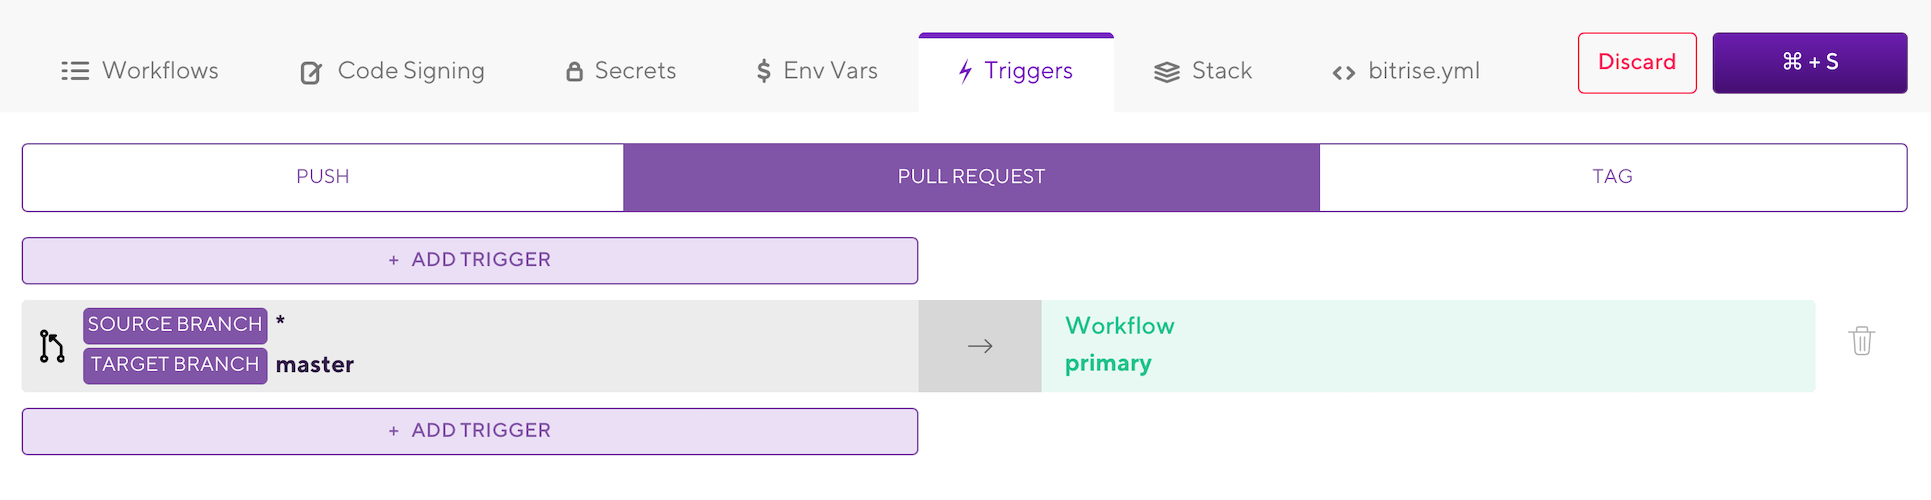 Workflows Code Signing Secrets $ Env Vars Triggers Stack <> bitrise.yml Discard ⌘ + S
PUSH PULL REQUEST TAG
+ ADD TRIGGER
SOURCE BRANCH * Workflow
TARGET BRANCH master → primary
+ ADD TRIGGER